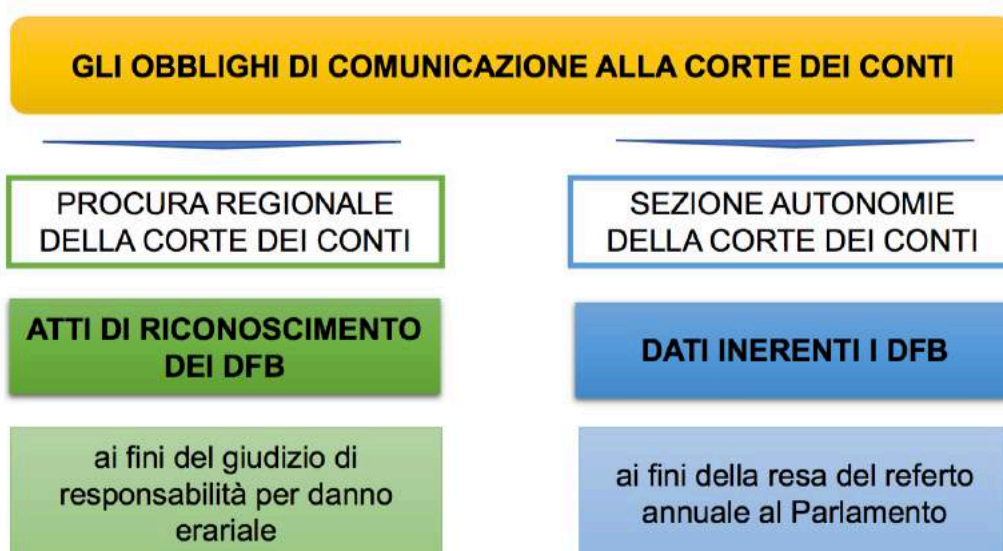 GLI OBBLIGHI DI COMUNICAZIONE ALLA CORTE DEI CONTI
PROCURA REGIONALE
DELLA CORTE DEI CONTI
ATTI DI RICONOSCIMENTO
DEI DFB
ai fini del giudizio di
responsabilità per danno
erariale
SEZIONE AUTONOMIE
DELLA CORTE DEI CONTI
DATI INERENTI I DFB
ai fini della resa del referto
annuale al Parlamento